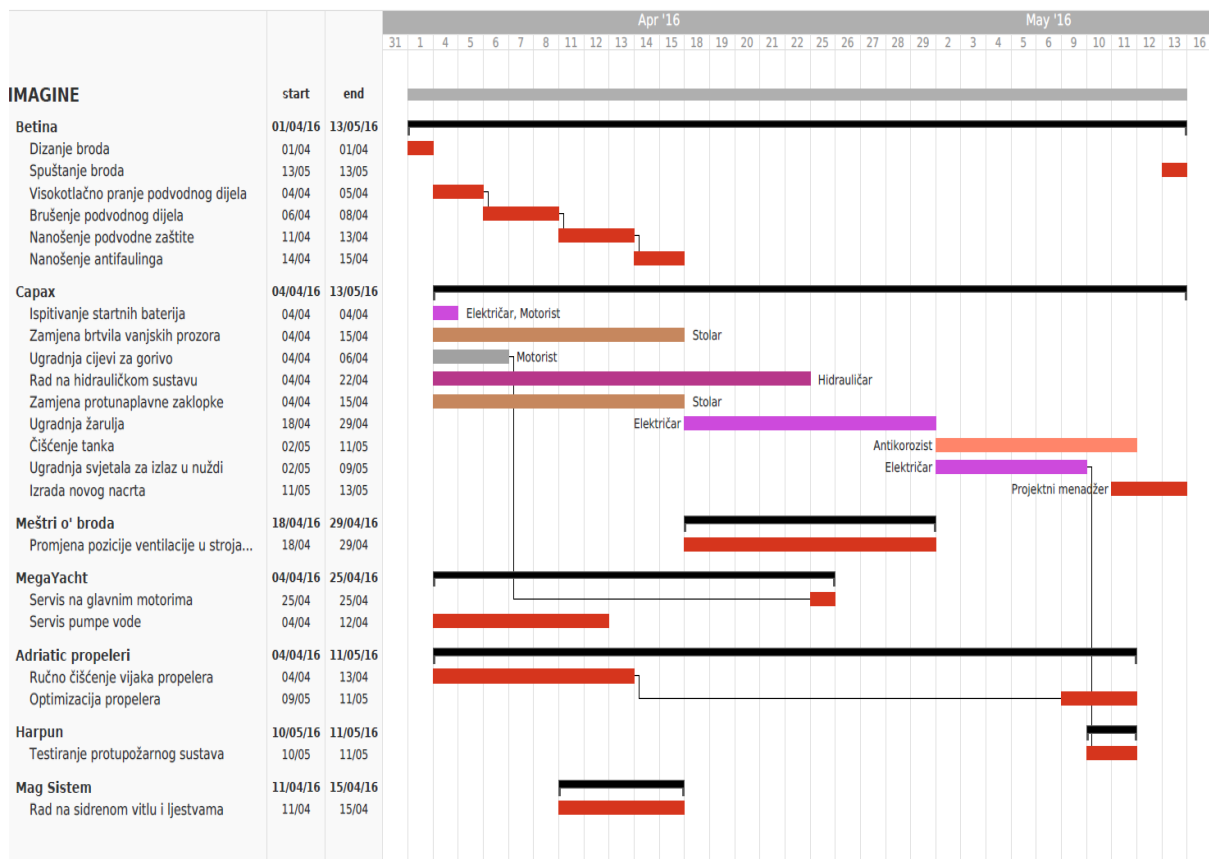 Apr '16 May '16
31 1 4 5 6 7 8 11 12 13 14 15 18 19 20 21 22 25 26 27 28 29 2 3 4 5 6 9 10 11 12 13 16
IMAGINE start end
Betina 01/04/16 13/05/16
Dizanje broda 01/04 01/04
Spuštanje broda 13/05 13/05
Visokotlačno pranje podvodnog dijela 04/04 05/04
Brušenje podvodnog dijela 06/04 08/04
Nanošenje podvodne zaštite 11/04 13/04
Nanošenje antifaulinga 14/04 15/04
Capax 04/04/16 13/05/16
Ispitivanje startnih baterija 04/04 04/04 Električar, Motorist
Zamjena brtvila vanjskih prozora 04/04 15/04 Stolar
Ugradnja cijevi za gorivo 04/04 06/04 Motorist
Rad na hidrauličkom sustavu 04/04 22/04 Hidrauličar
Zamjena protunaplavne zaklopke 04/04 15/04 Stolar
Ugradnja žarulja 18/04 29/04 Električar
Čišćenje tanka 02/05 11/05 Antikorozist
Ugradnja svjetala za izlaz u nuždi 02/05 09/05 Električar
Izrada novog nacrta 11/05 13/05 Projektni menadžer
Meštri o' broda 18/04/16 29/04/16
Promjena pozicije ventilacije u stroja... 18/04 29/04
MegaYacht 04/04/16 25/04/16
Servis na glavnim motorima 25/04 25/04
Servis pumpe vode 04/04 12/04
Adriatic propeleri 04/04/16 11/05/16
Ručno čišćenje vijaka propelera 04/04 13/04
Optimizacija propelera 09/05 11/05
Harpun 10/05/16 11/05/16
Testiranje protupožarnog sustava 10/05 11/05
Mag Sistem 11/04/16 15/04/16
Rad na sidrenom vitlu i ljestvama 11/04 15/04